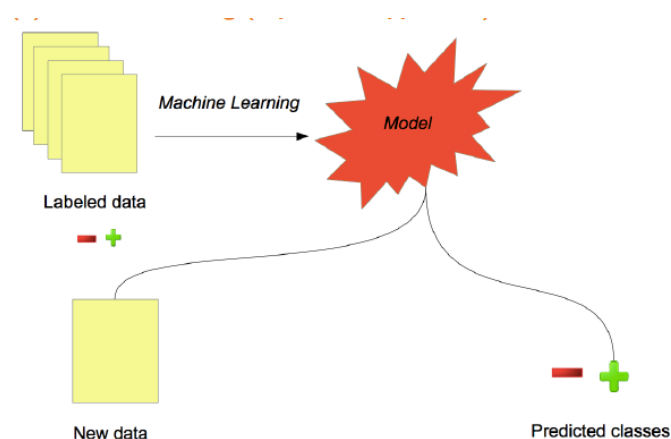 Machine Learning
Model
Labeled data
New data
Predicted classes